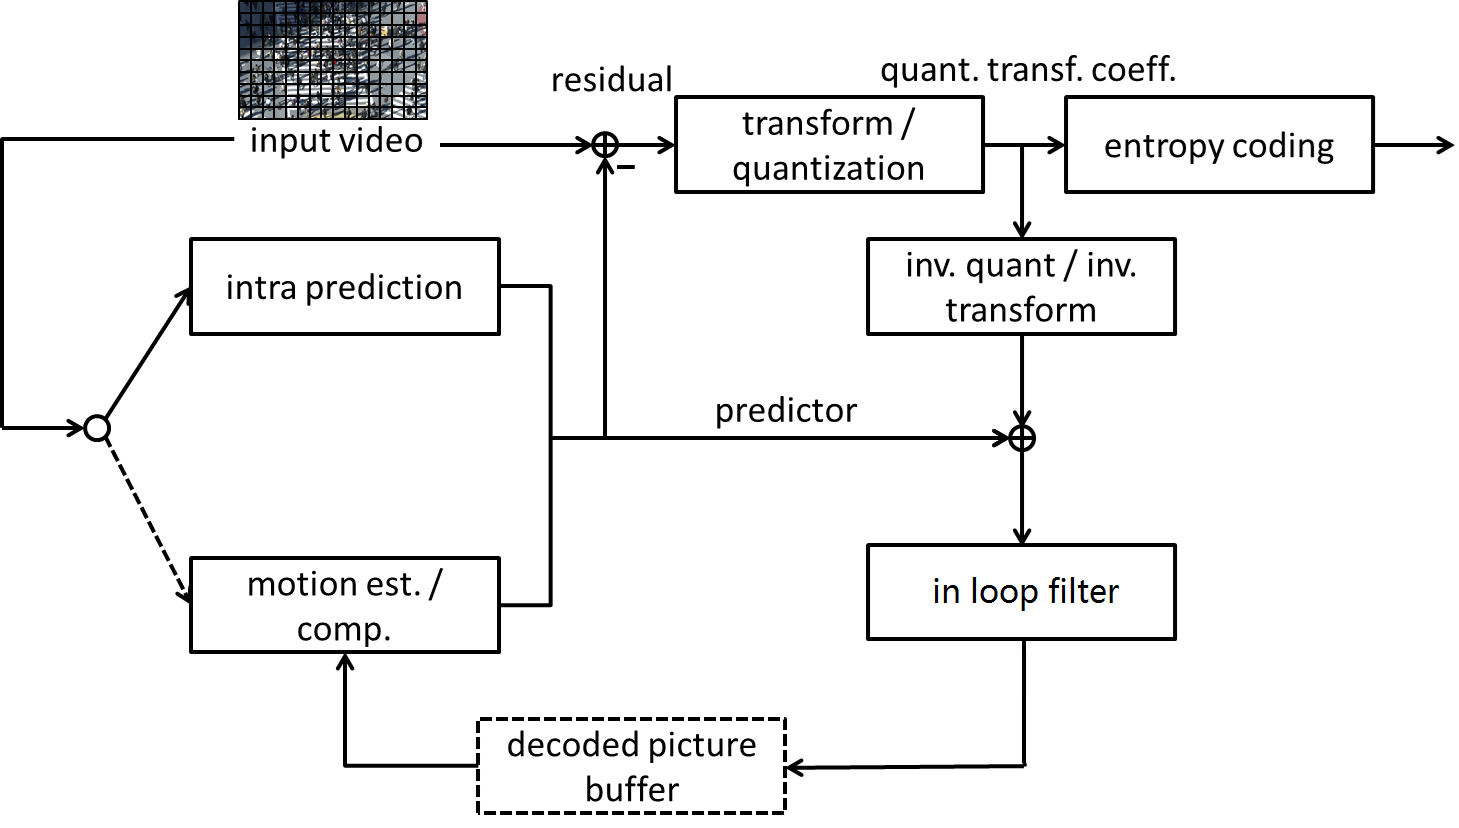 quant. transf. coeff.
residual
input video
transform /
quantization
entropy coding
–
intra prediction
inv. quant / inv.
transform
predictor
motion est. /
comp.
in loop filter
decoded picture
buffer